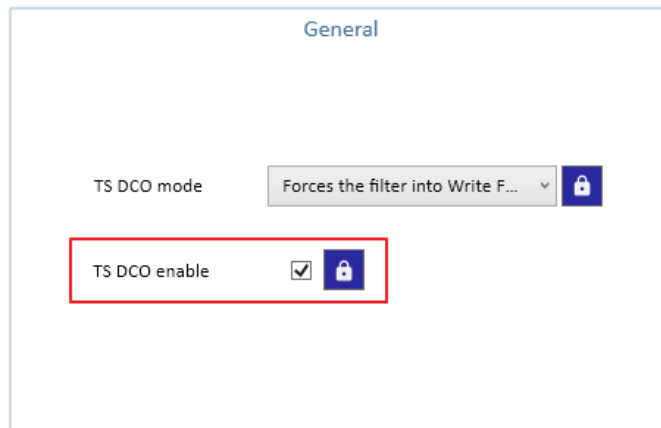 General
TS DCO mode
Forces the filter into Write F...
TS DCO enable